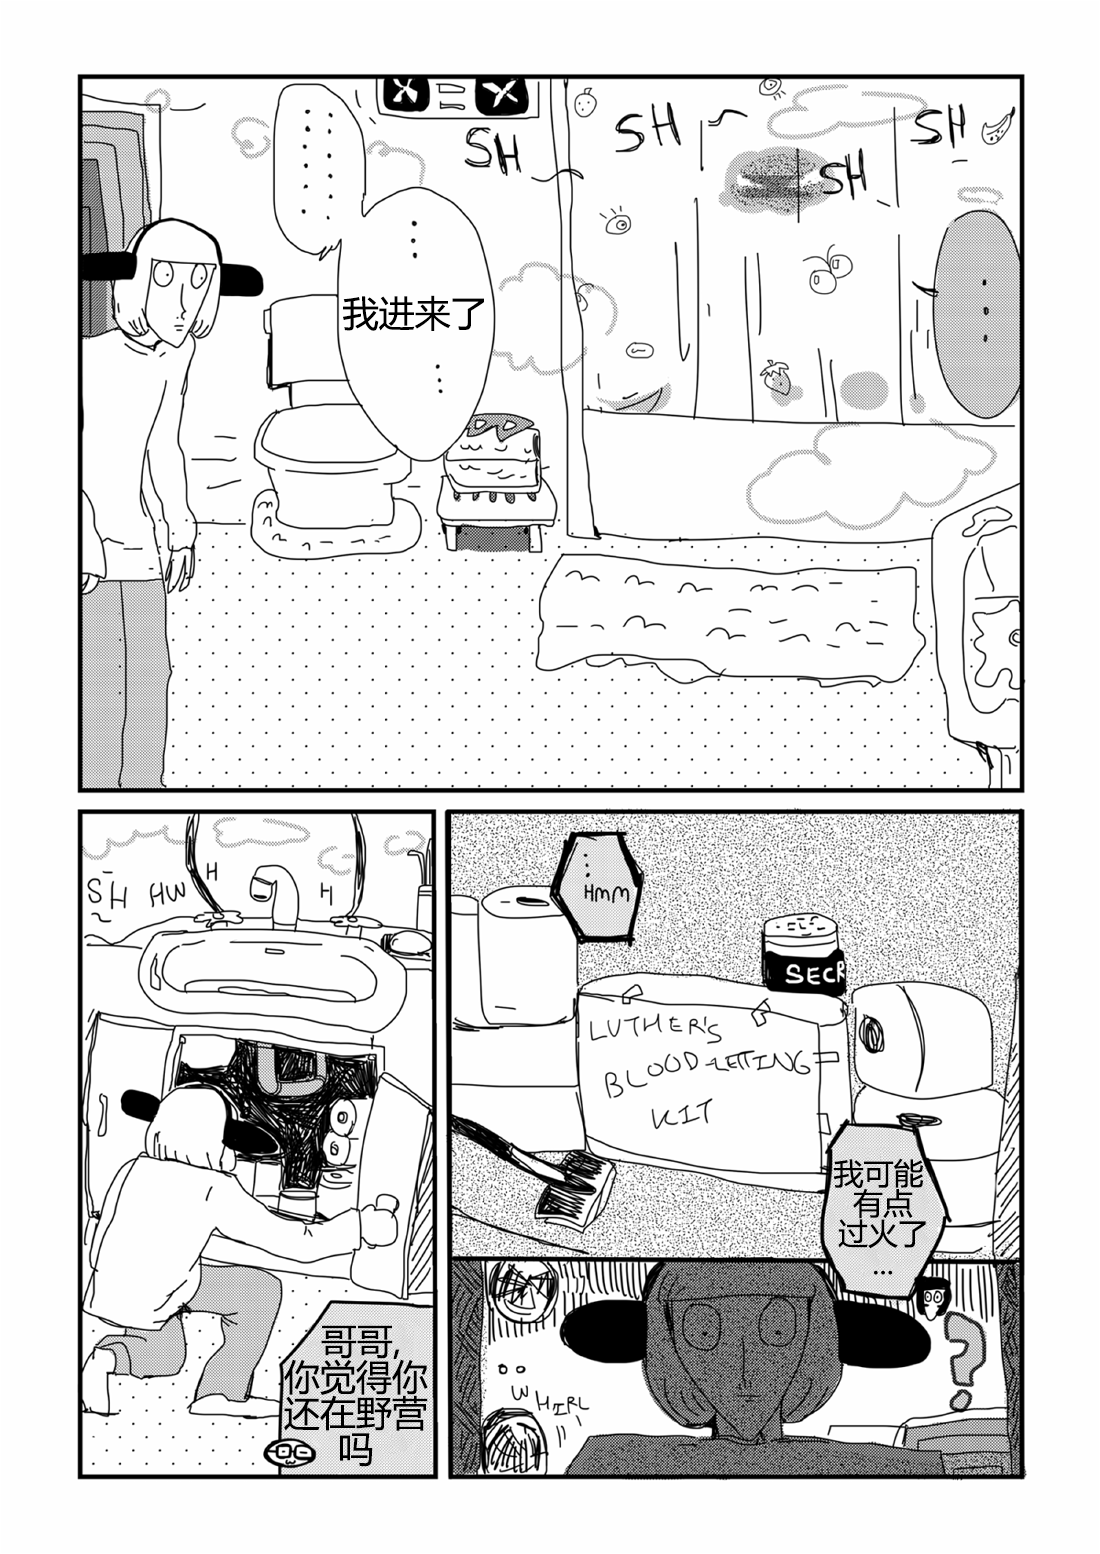 SH
SH
SH
SH
......
...
我进来了
...
...
SH
HW
H
H
哥哥,
你觉得你
还在野营
吗
...
HMM
SECR
LUTHER'S
BLOOD-LETTING
KIT
我可能
有点
过火了
...
?
WHIRL